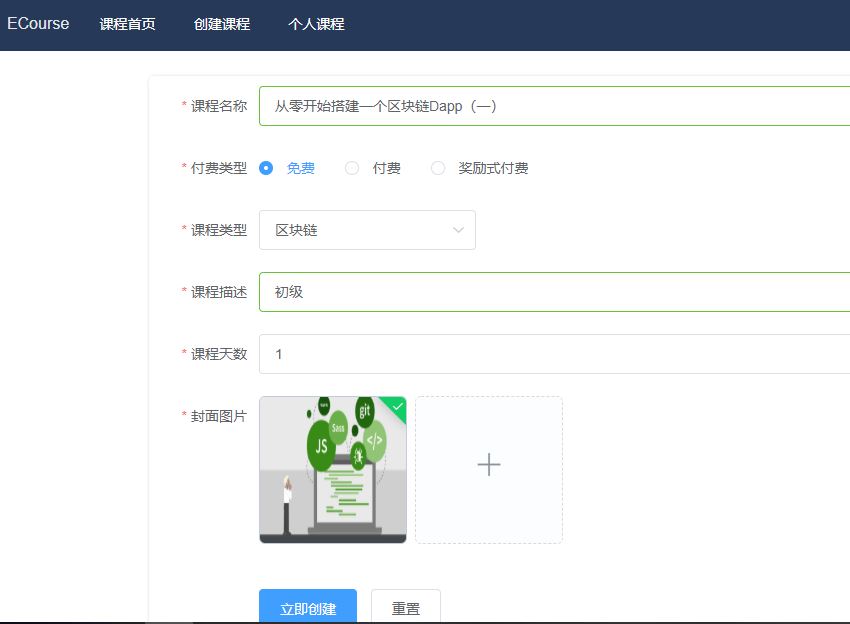 ECourse 课程首页 创建课程 个人课程
* 课程名称 从零开始搭建一个区块链Dapp（一）
* 付费类型 免费 付费 奖励式付费
* 课程类型 区块链
* 课程描述 初级
* 课程天数 1
* 封面图片
git
Sass
JS
</>
立即创建 重置